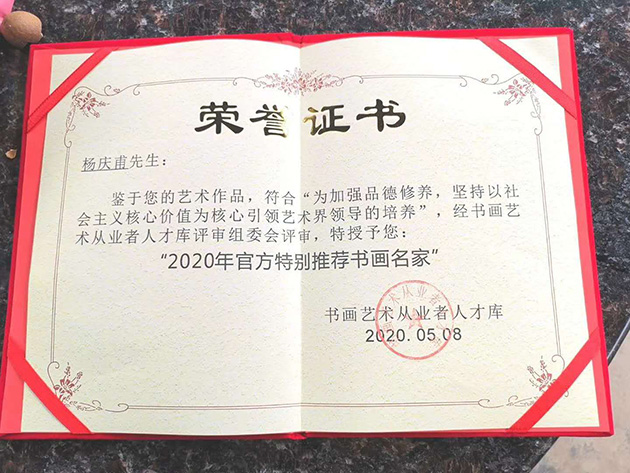 荣誉证书
杨庆甫先生：
鉴于您的艺术作品，符合“为加强品德修养，坚持以社
会主义核心价值为核心引领艺术界领导的培养”，经书画艺
术从业者人才库评审组委会评审，特授予您：
“2020年官方特别推荐书画名家”
书画艺术从业者人才库
2020.05.08